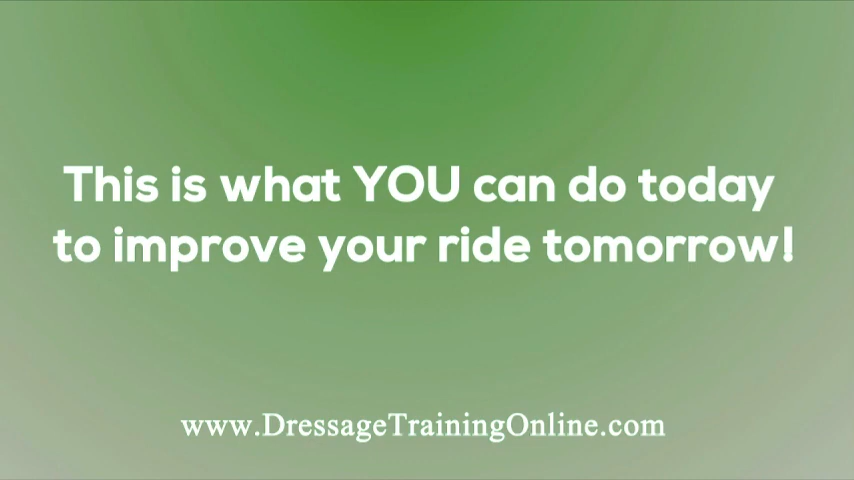 This is what YOU can do today
to improve your ride tomorrow!
www.DressageTrainingOnline.com